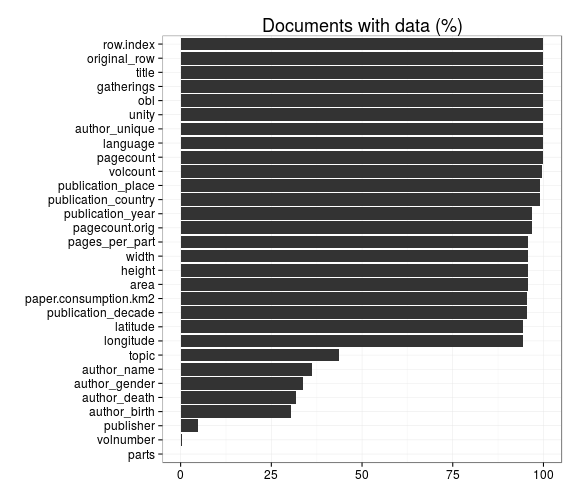 Documents with data (%)
row.index
original_row
title
gatherings
obl
unity
author_unique
language
pagecount
volcount
publication_place
publication_country
publication_year
pagecount.orig
pages_per_part
width
height
area
paper.consumption.km2
publication_decade
latitude
longitude
topic
author_name
author_gender
author_death
author_birth
publisher
volnumber
parts
0 25 50 75 100